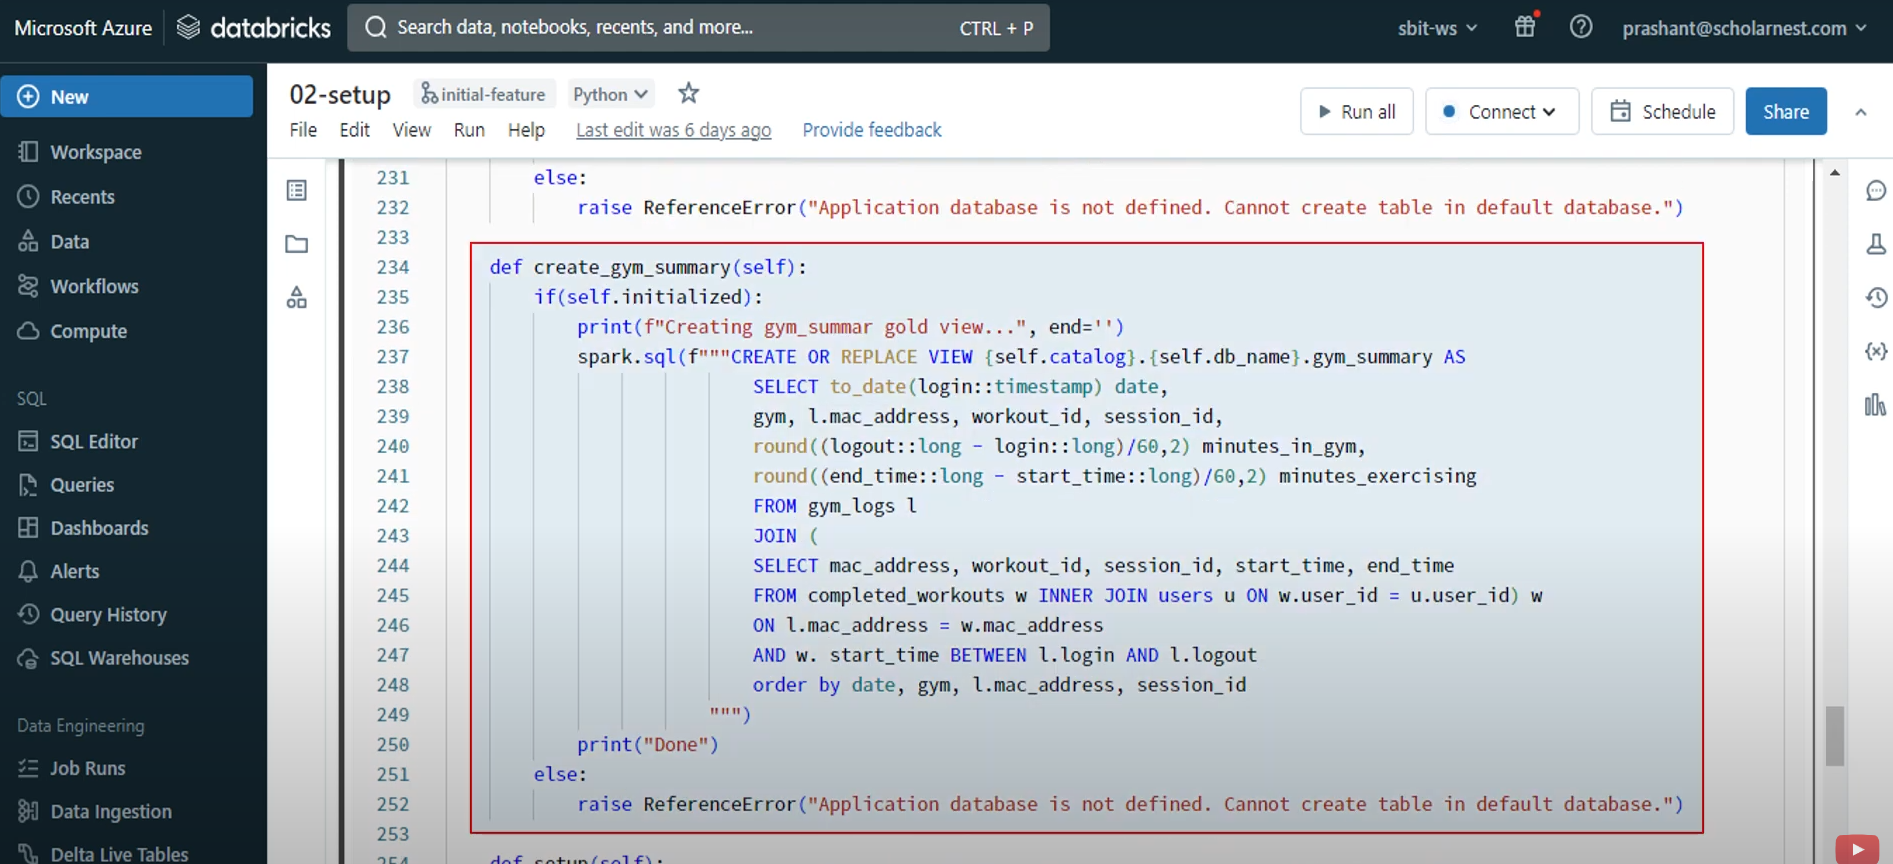 Microsoft Azure databricks Search data, notebooks, recents, and more... CTRL + P sbit-ws prashant@scholarnest.com
New
Workspace
Recents
Data
Workflows
Compute
SQL
SQL Editor
Queries
Dashboards
Alerts
Query History
SQL Warehouses
Data Engineering
Job Runs
Data Ingestion
Delta Live Tables
02-setup initial-feature Python
File Edit View Run Help Last edit was 6 days ago Provide feedback
Run all Connect Schedule Share
231 else:
232 raise ReferenceError("Application database is not defined. Cannot create table in default database.")
233
234 def create_gym_summary(self):
235 if(self.initialized):
236 print(f"Creating gym_summar gold view...", end='')
237 spark.sql(f"""CREATE OR REPLACE VIEW {self.catalog}.{self.db_name}.gym_summary AS
238 SELECT to_date(login::timestamp) date,
239 gym, l.mac_address, workout_id, session_id,
240 round((logout::long - login::long)/60,2) minutes_in_gym,
241 round((end_time::long - start_time::long)/60,2) minutes_exercising
242 FROM gym_logs l
243 JOIN (
244 SELECT mac_address, workout_id, session_id, start_time, end_time
245 FROM completed_workouts w INNER JOIN users u ON w.user_id = u.user_id) w
246 ON l.mac_address = w.mac_address
247 AND w. start_time BETWEEN l.login AND l.logout
248 order by date, gym, l.mac_address, session_id
249 """)
250 print("Done")
251 else:
252 raise ReferenceError("Application database is not defined. Cannot create table in default database.")
253
254 def setup(self):